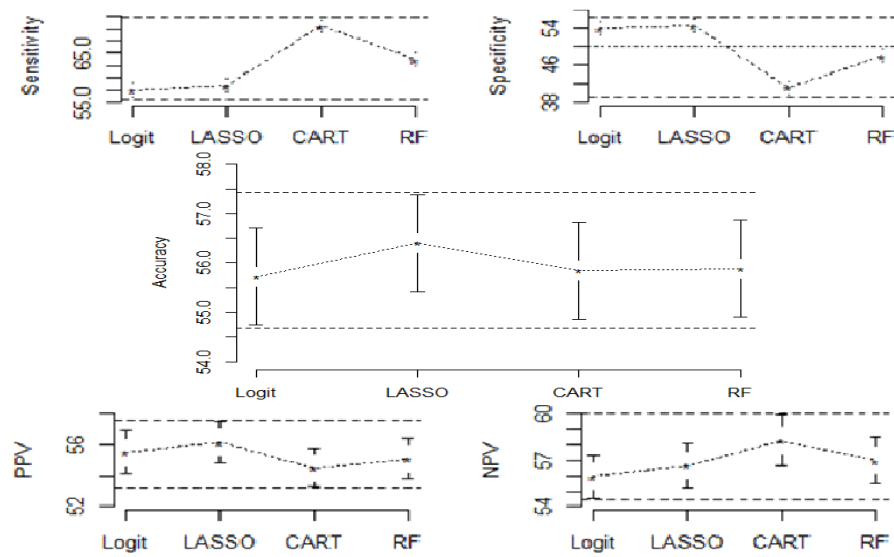 Sensitivity
65.0
55.0
Logit LASSO CART RF
Specificity
54
46
38
Logit LASSO CART RF
Accuracy
58.0
57.0
56.0
55.0
54.0
Logit LASSO CART RF
PPV
56
52
Logit LASSO CART RF
NPV
60
57
54
Logit LASSO CART RF